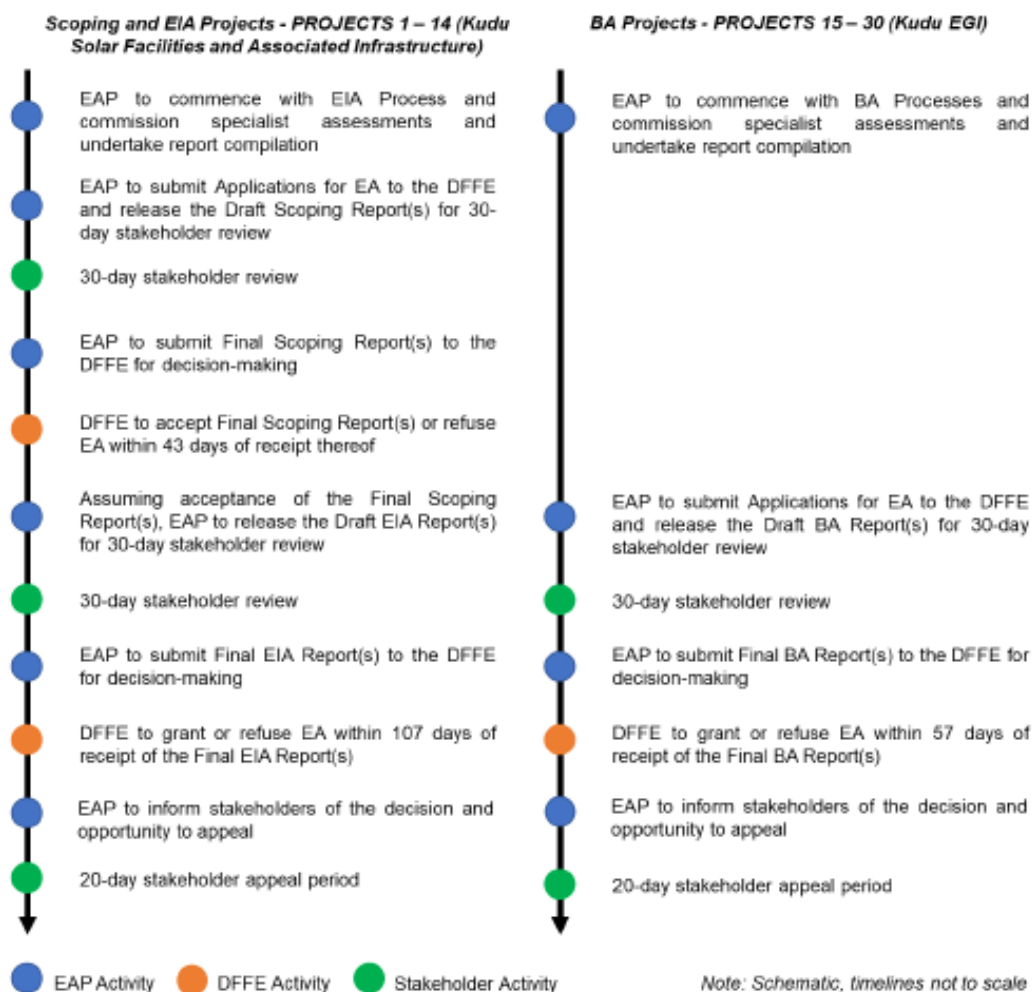 Scoping and EIA Projects - PROJECTS 1 – 14 (Kudu
Solar Facilities and Associated Infrastructure)
EAP to commence with EIA Process and
commission specialist assessments and
undertake report compilation
EAP to submit Applications for EA to the DFFE
and release the Draft Scoping Report(s) for 30-
day stakeholder review
30-day stakeholder review
EAP to submit Final Scoping Report(s) to the
DFFE for decision-making
DFFE to accept Final Scoping Report(s) or refuse
EA within 43 days of receipt thereof
Assuming acceptance of the Final Scoping
Report(s), EAP to release the Draft EIA Report(s)
for 30-day stakeholder review
30-day stakeholder review
EAP to submit Final EIA Report(s) to the DFFE
for decision-making
DFFE to grant or refuse EA within 107 days of
receipt of the Final EIA Report(s)
EAP to inform stakeholders of the decision and
opportunity to appeal
20-day stakeholder appeal period
BA Projects - PROJECTS 15 – 30 (Kudu EGI)
EAP to commence with BA Processes and
commission specialist assessments and
undertake report compilation
EAP to submit Applications for EA to the DFFE
and release the Draft BA Report(s) for 30-day
stakeholder review
30-day stakeholder review
EAP to submit Final BA Report(s) to the DFFE for
decision-making
DFFE to grant or refuse EA within 57 days of
receipt of the Final BA Report(s)
EAP to inform stakeholders of the decision and
opportunity to appeal
20-day stakeholder appeal period
EAP Activity
DFFE Activity
Stakeholder Activity
Note: Schematic, timelines not to scale